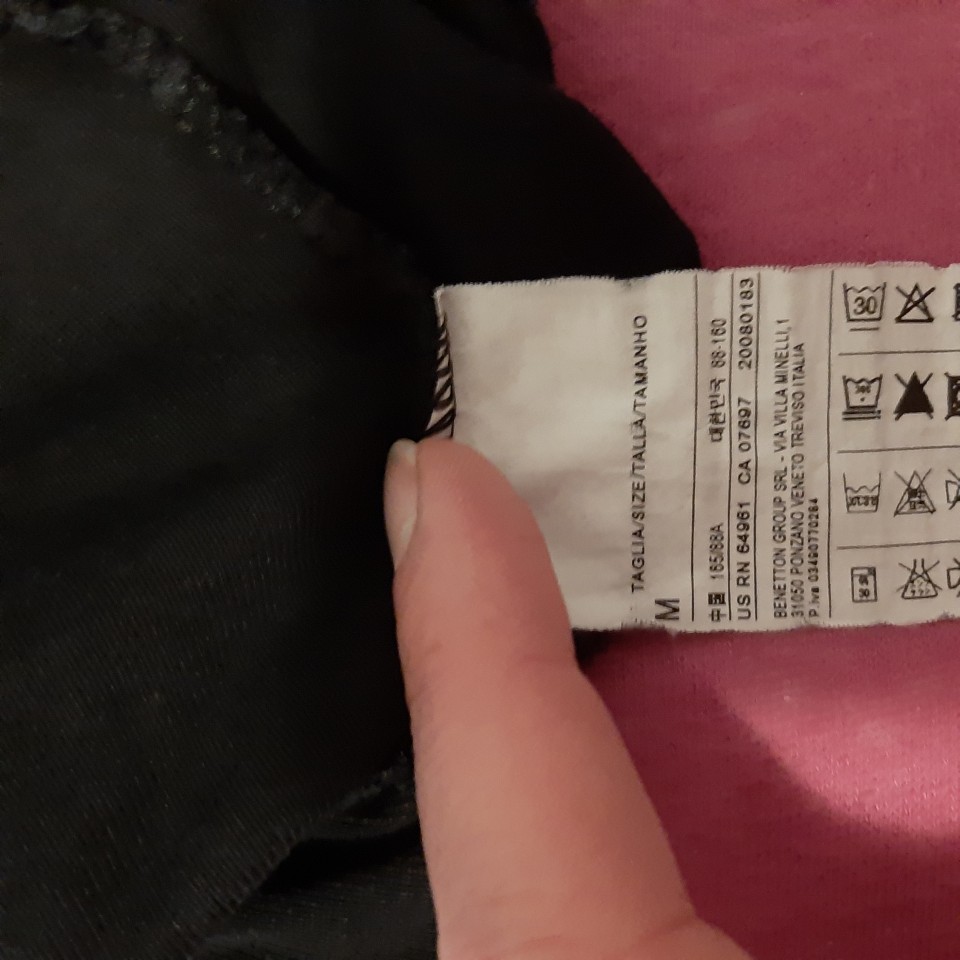 TAGLIA/SIZE/TALLA/TAMANHO
M
中国 165/88A 대한민국 88-160
US RN 64961 CA 07697 20080183
BENETTON GROUP SRL - VIA VILLA MINELLI,1
31050 PONZANO VENETO TREVISO ITALIA
P.iva 03490770264
30